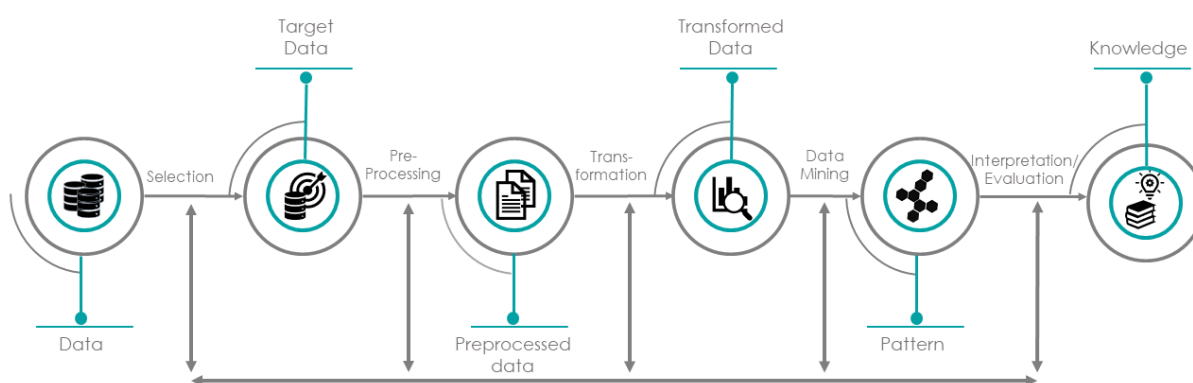 Target
Data
Transformed
Data
Knowledge
Selection
Pre-
Processing
Trans-
formation
Data
Mining
Interpretation/
Evaluation
Data
Preprocessed
data
Pattern